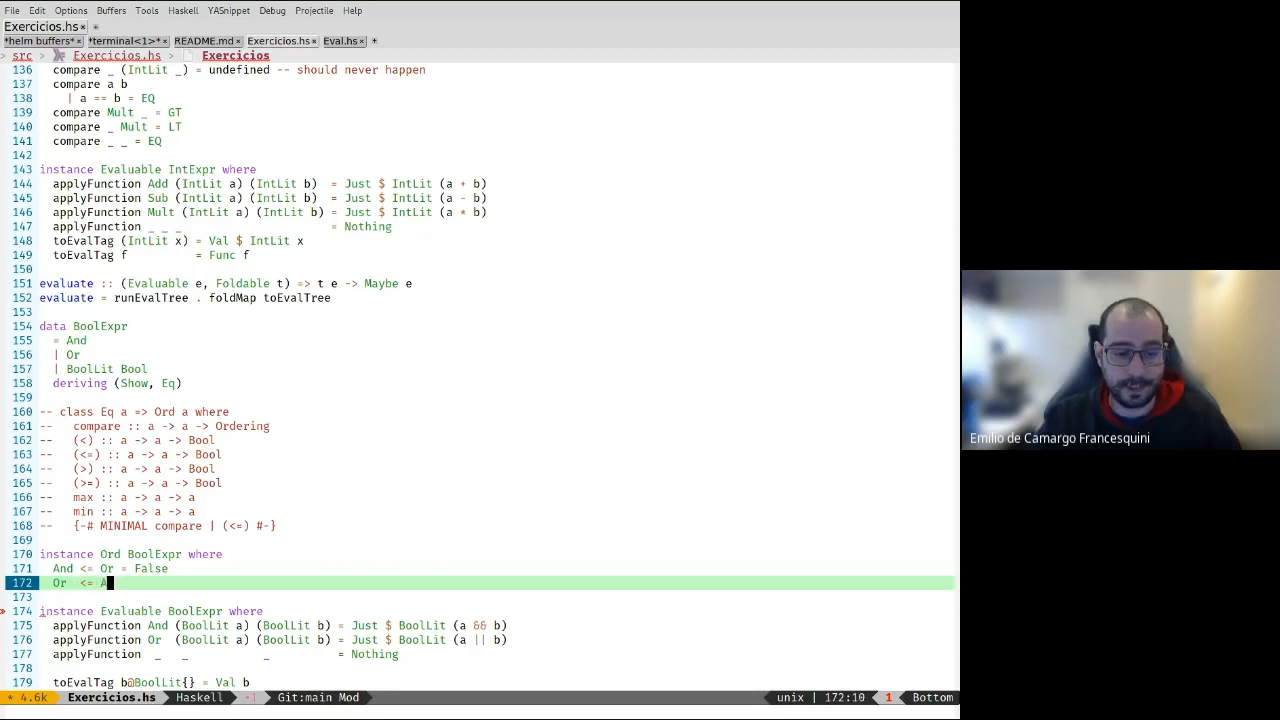 File Edit Options Buffers Tools Haskell YASnippet Debug Projectile Help
Exercicios.hs× +
*helm buffers*× *terminal<1>*× README.md× Exercicios.hs× Eval.hs× +
> src > Exercicios.hs > Exercicios
136 compare _ (IntLit _) = undefined -- should never happen
137 compare a b
138 | a == b = EQ
139 compare Mult _ = GT
140 compare _ Mult = LT
141 compare _ _ = EQ
142
143 instance Evaluable IntExpr where
144 applyFunction Add (IntLit a) (IntLit b) = Just $ IntLit (a + b)
145 applyFunction Sub (IntLit a) (IntLit b) = Just $ IntLit (a - b)
146 applyFunction Mult (IntLit a) (IntLit b) = Just $ IntLit (a * b)
147 applyFunction _ _ _ = Nothing
148 toEvalTag (IntLit x) = Val $ IntLit x
149 toEvalTag f = Func f
150
151 evaluate :: (Evaluable e, Foldable t) => t e -> Maybe e
152 evaluate = runEvalTree . foldMap toEvalTree
153
154 data BoolExpr
155 = And
156 | Or
157 | BoolLit Bool
158 deriving (Show, Eq)
159
160 -- class Eq a => Ord a where
161 -- compare :: a -> a -> Ordering
162 -- (<) :: a -> a -> Bool
163 -- (<=) :: a -> a -> Bool
164 -- (>) :: a -> a -> Bool
165 -- (>=) :: a -> a -> Bool
166 -- max :: a -> a -> a
167 -- min :: a -> a -> a
168 -- {-# MINIMAL compare | (<=) #-}
169
170 instance Ord BoolExpr where
171 And <= Or = False
172 Or <= A
173
174 instance Evaluable BoolExpr where
175 applyFunction And (BoolLit a) (BoolLit b) = Just $ BoolLit (a && b)
176 applyFunction Or (BoolLit a) (BoolLit b) = Just $ BoolLit (a || b)
177 applyFunction _ _ _ = Nothing
178
179 toEvalTag b@BoolLit{} = Val b
* 4.6k Exercicios.hs Haskell ·1 Git:main Mod unix | 172:10 1 Bottom
Emilio de Camargo Francesquini